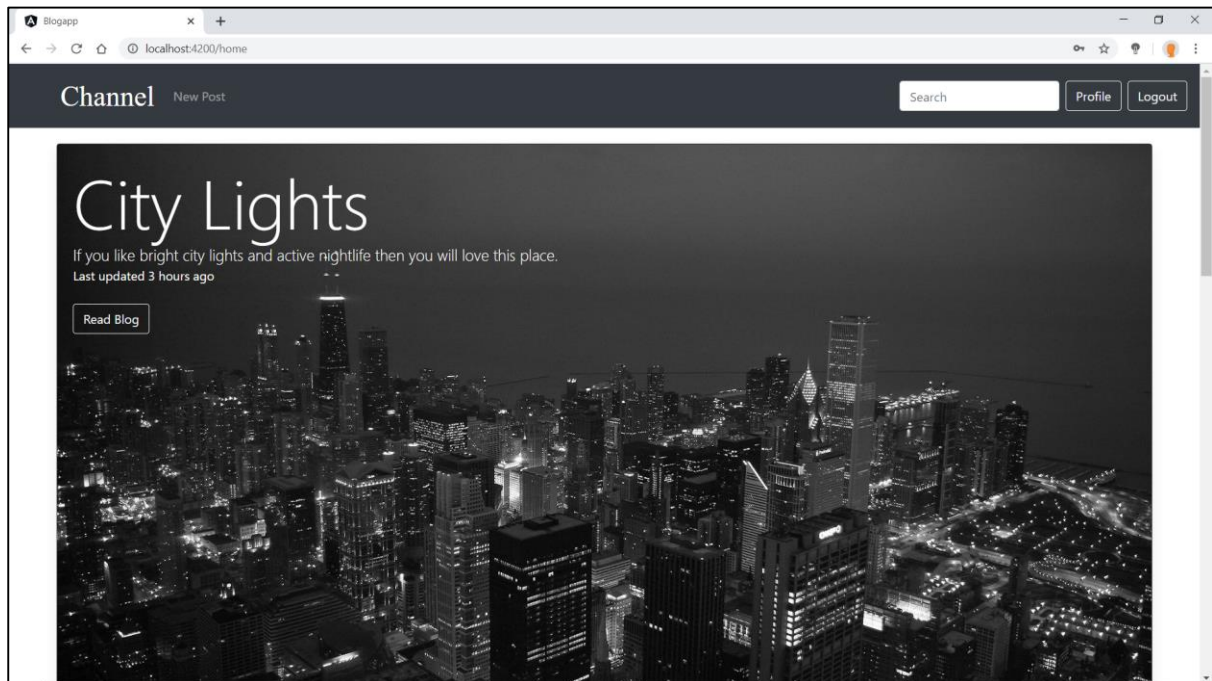 Blogapp
localhost:4200/home
Channel New Post Search Profile Logout
City Lights
If you like bright city lights and active nightlife then you will love this place.
Last updated 3 hours ago
Read Blog